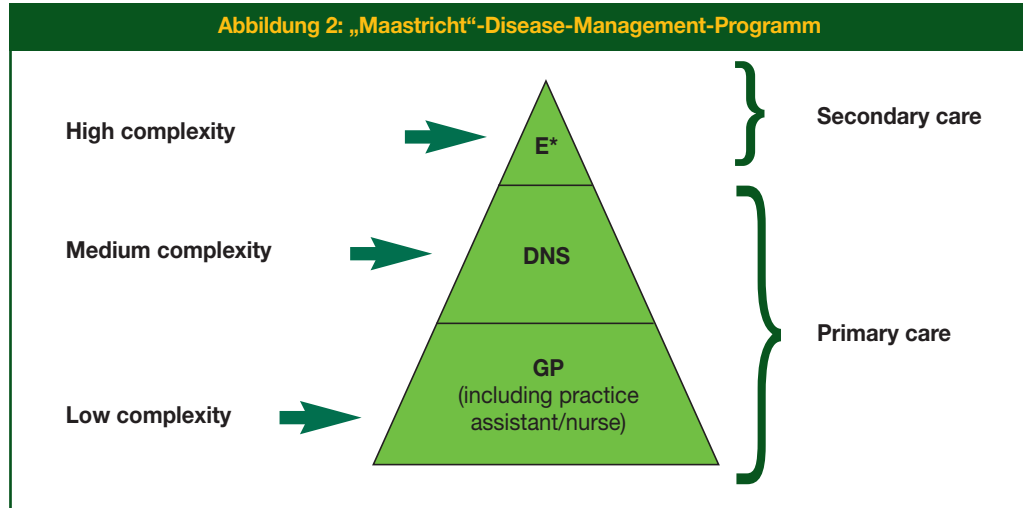 Abbildung 2: „Maastricht“-Disease-Management-Programm
High complexity
E*
Secondary care
Medium complexity
DNS
Primary care
GP
(including practice
assistant/nurse)
Low complexity